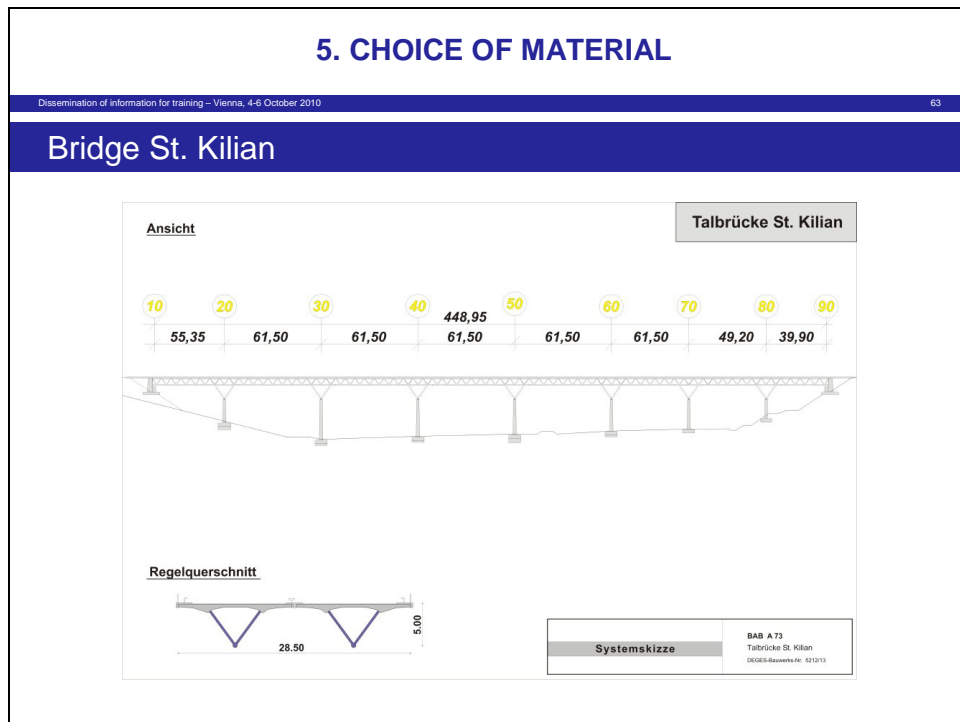 5. CHOICE OF MATERIAL
Dissemination of information for training – Vienna, 4-6 October 2010 63
Bridge St. Kilian
Ansicht
Talbrücke St. Kilian
10 20 30 40 50 60 70 80 90
448,95
55,35 61,50 61,50 61,50 61,50 61,50 49,20 39,90
Regelquerschnitt
5.00
28.50
Systemskizze
BAB A 73
Talbrücke St. Kilian
DEGES-Bauwerks-Nr. 5212/13